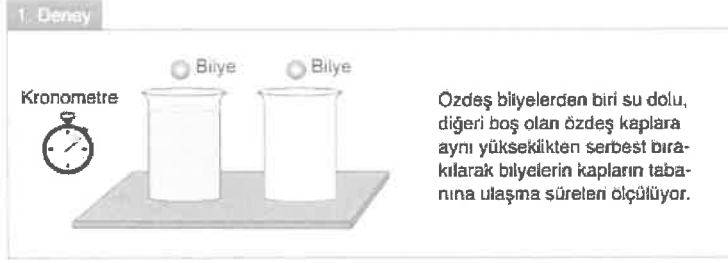 1. Deney
Bilye
Bilye
Kronometre
Özdeş bilyelerden biri su dolu,
diğeri boş olan özdeş kaplara
aynı yükseklikten serbest bıra-
kılarak bilyelerin kapların taba-
nına ulaşma süreleri ölçülüyor.